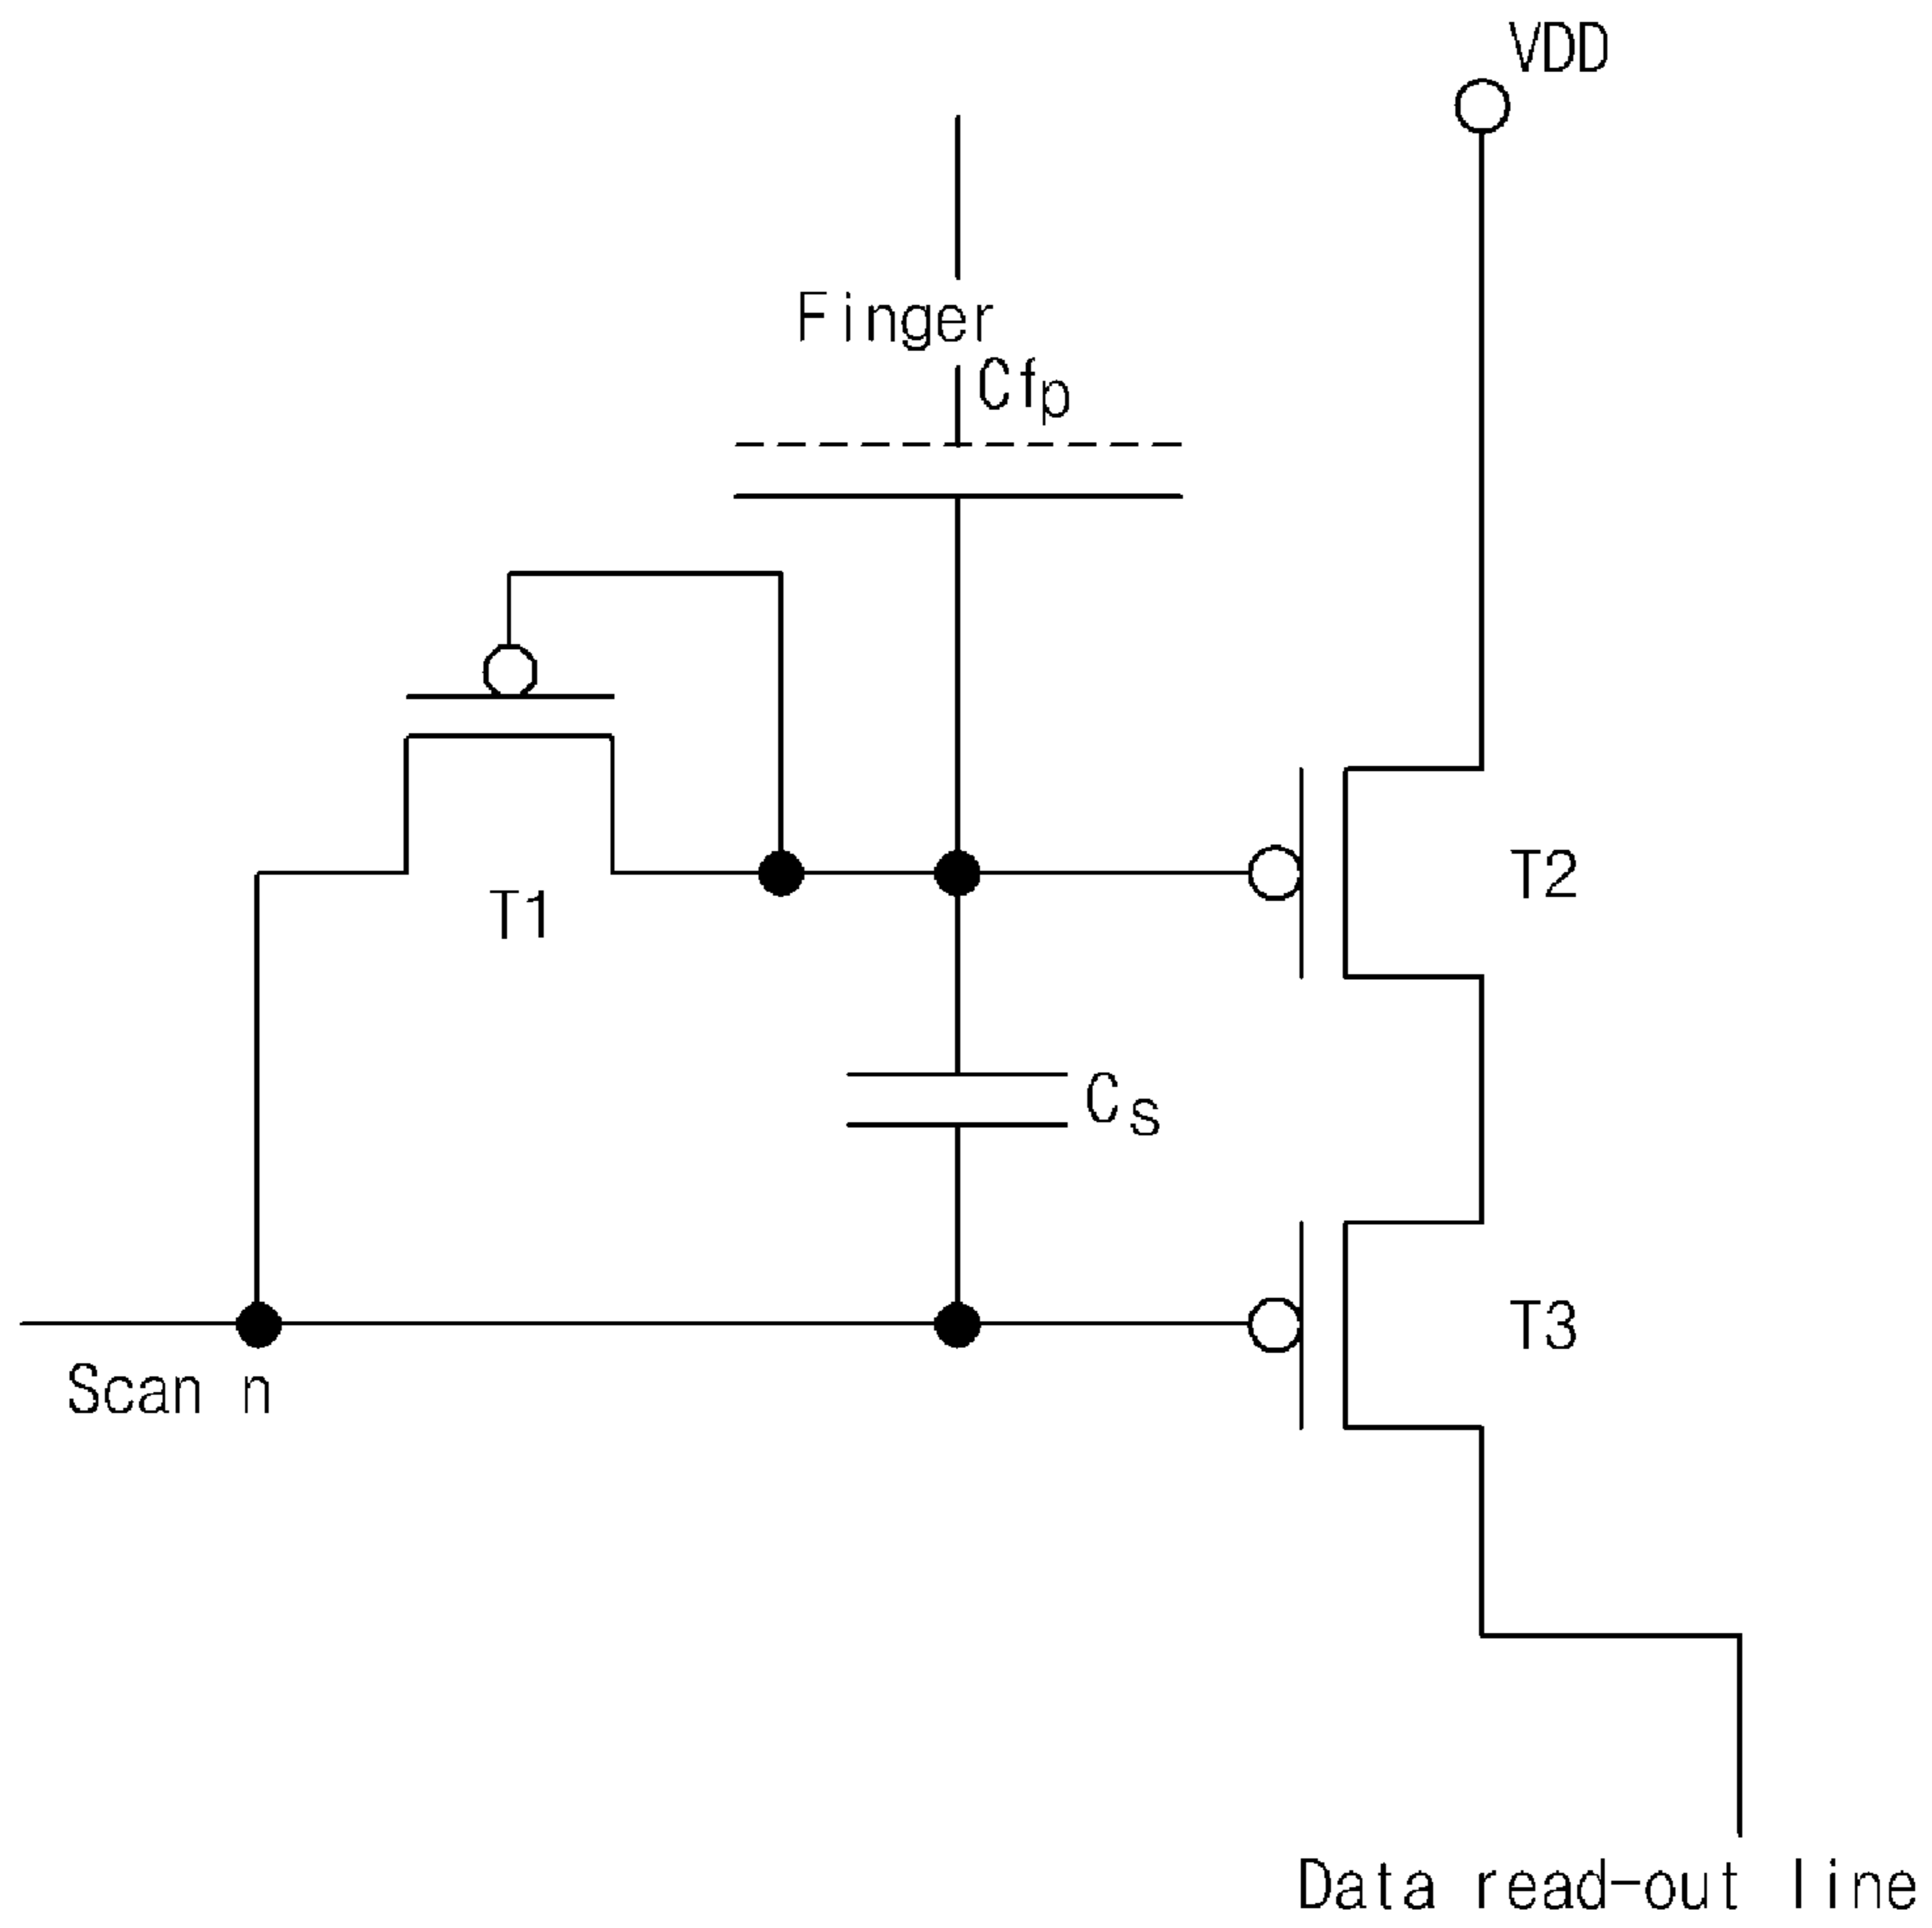 VDD
Finger
Cfp
T1
T2
Cs
T3
Scan n
Data read-out line